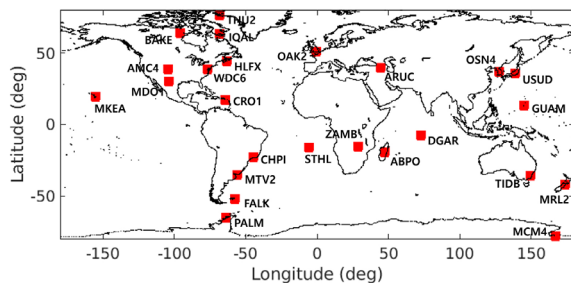 THU2
BAKE
IQAL
50
OAK2
HLFX
OSN4
AMC4
WDC6
ARUC
USUD
MDO1
MKEA
CRO1
GUAM
Latitude (deg)
0
ZAMB
DGAR
CHPI
STHL
ABPO
MTV2
TIDB
-50
FALK
MRL2
PALM
MCM4
-150
-100
-50
0
50
100
150
Longitude (deg)